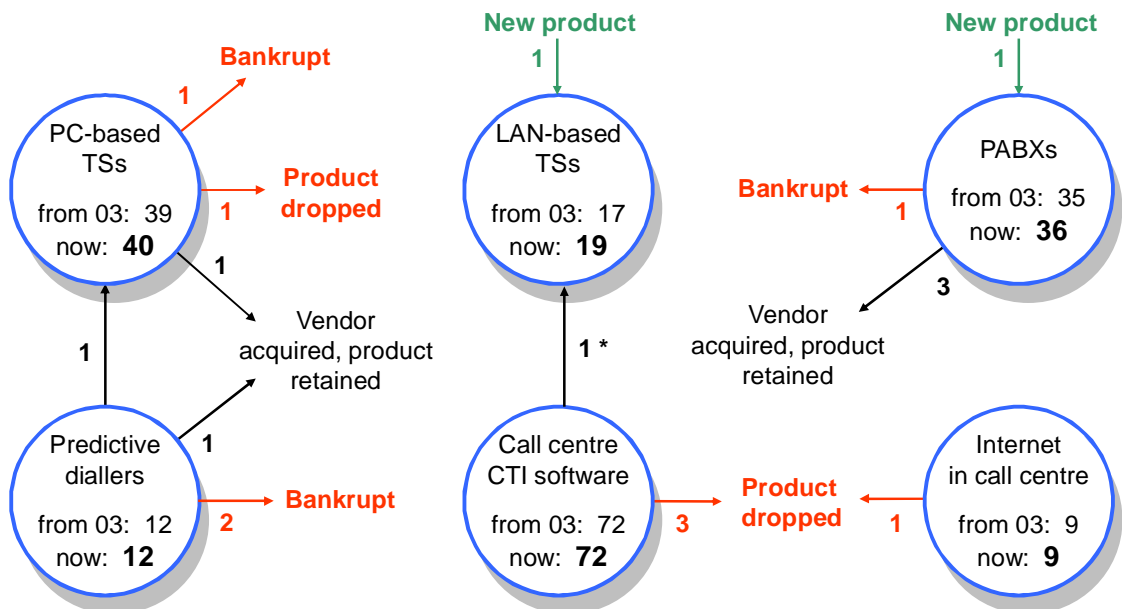 New product
1
New product
1
Bankrupt
1
PC-based
TSs
from 03: 39
now: 40
Product
dropped
1
1
LAN-based
TSs
from 03: 17
now: 19
PABXs
from 03: 35
now: 36
Bankrupt
1
3
Vendor
acquired, product
retained
Vendor
acquired, product
retained
1
1 *
1
Predictive
diallers
from 03: 12
now: 12
Bankrupt
2
Call centre
CTI software
from 03: 72
now: 72
3
Product
dropped
1
Internet
in call centre
from 03: 9
now: 9